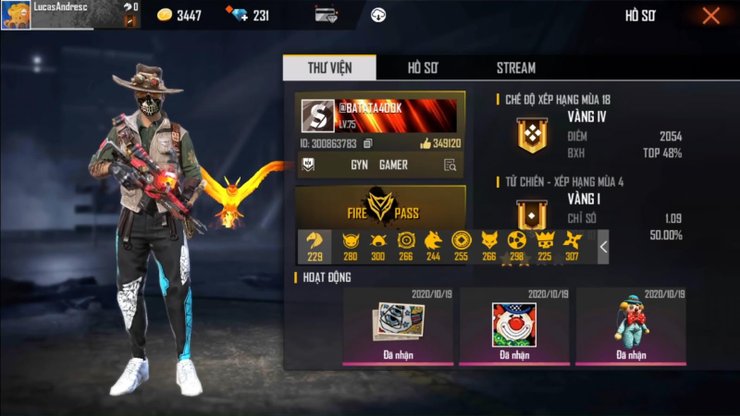 LucasAndresc
0
3447
231
HỒ SƠ
THƯ VIỆN
HỒ SƠ
STREAM
@BATATA400K
LV.75
ID: 300863783
349120
GYN GAMER
FIRE PASS
229
280
300
266
244
255
266
298
225
307
CHẾ ĐỘ XẾP HẠNG MÙA 18
VÀNG IV
ĐIỂM 2054
BXH TOP 48%
TỬ CHIẾN - XẾP HẠNG MÙA 4
VÀNG I
CHỈ SỐ 1.09
50.00%
HOẠT ĐỘNG
2020/10/19
2020/10/19
2020/10/19
Đã nhận
Đã nhận
Đã nhận